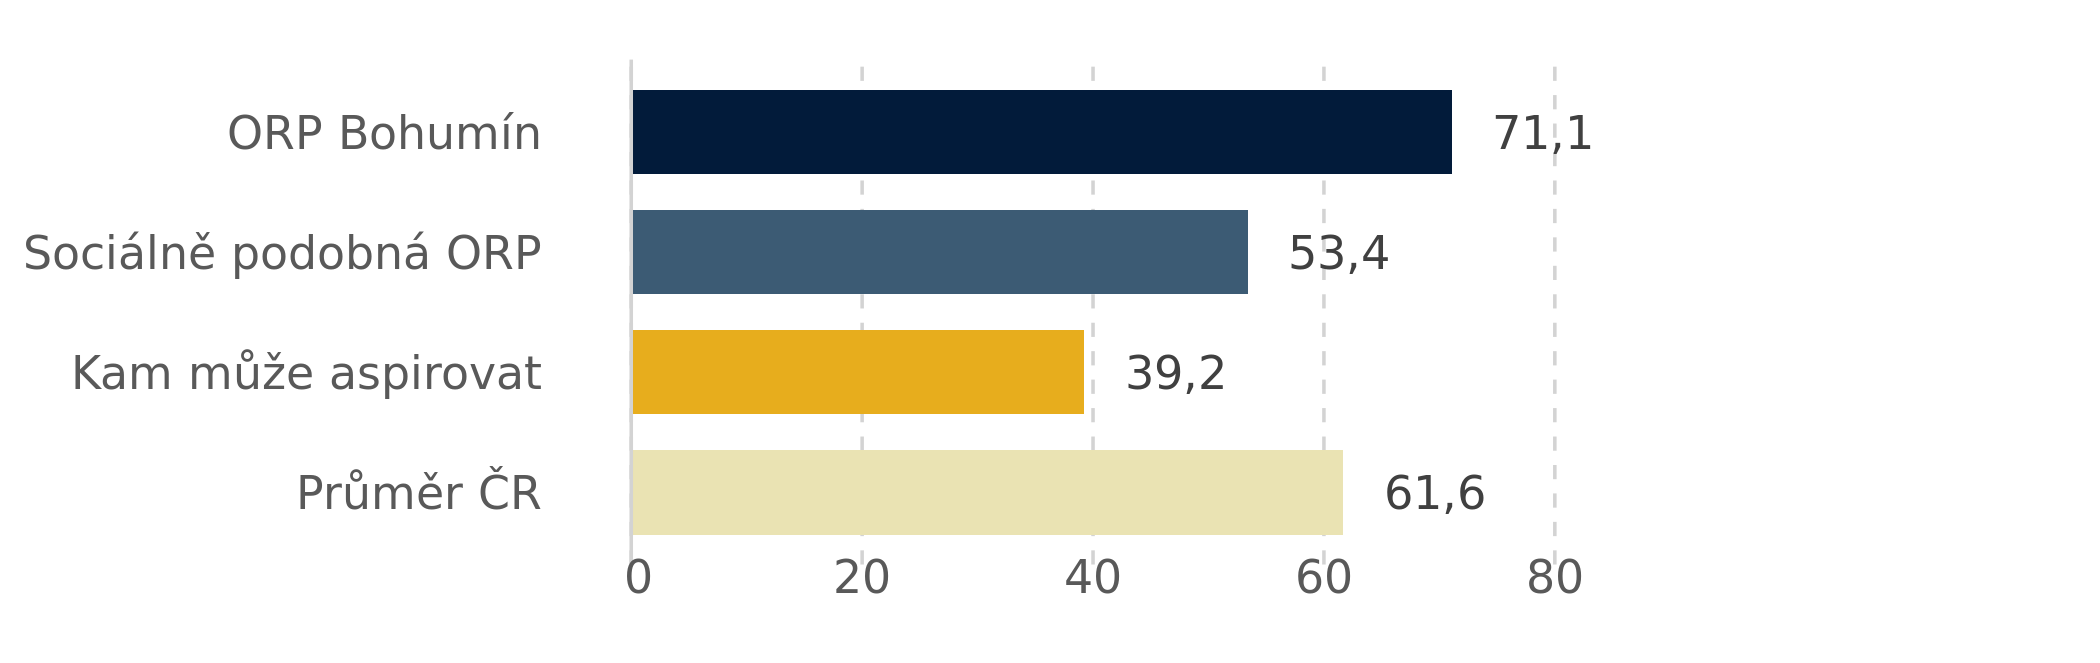 ORP Bohumín
71,1
Sociálně podobná ORP
53,4
Kam může aspirovat
39,2
Průměr ČR
61,6
0 20 40 60 80